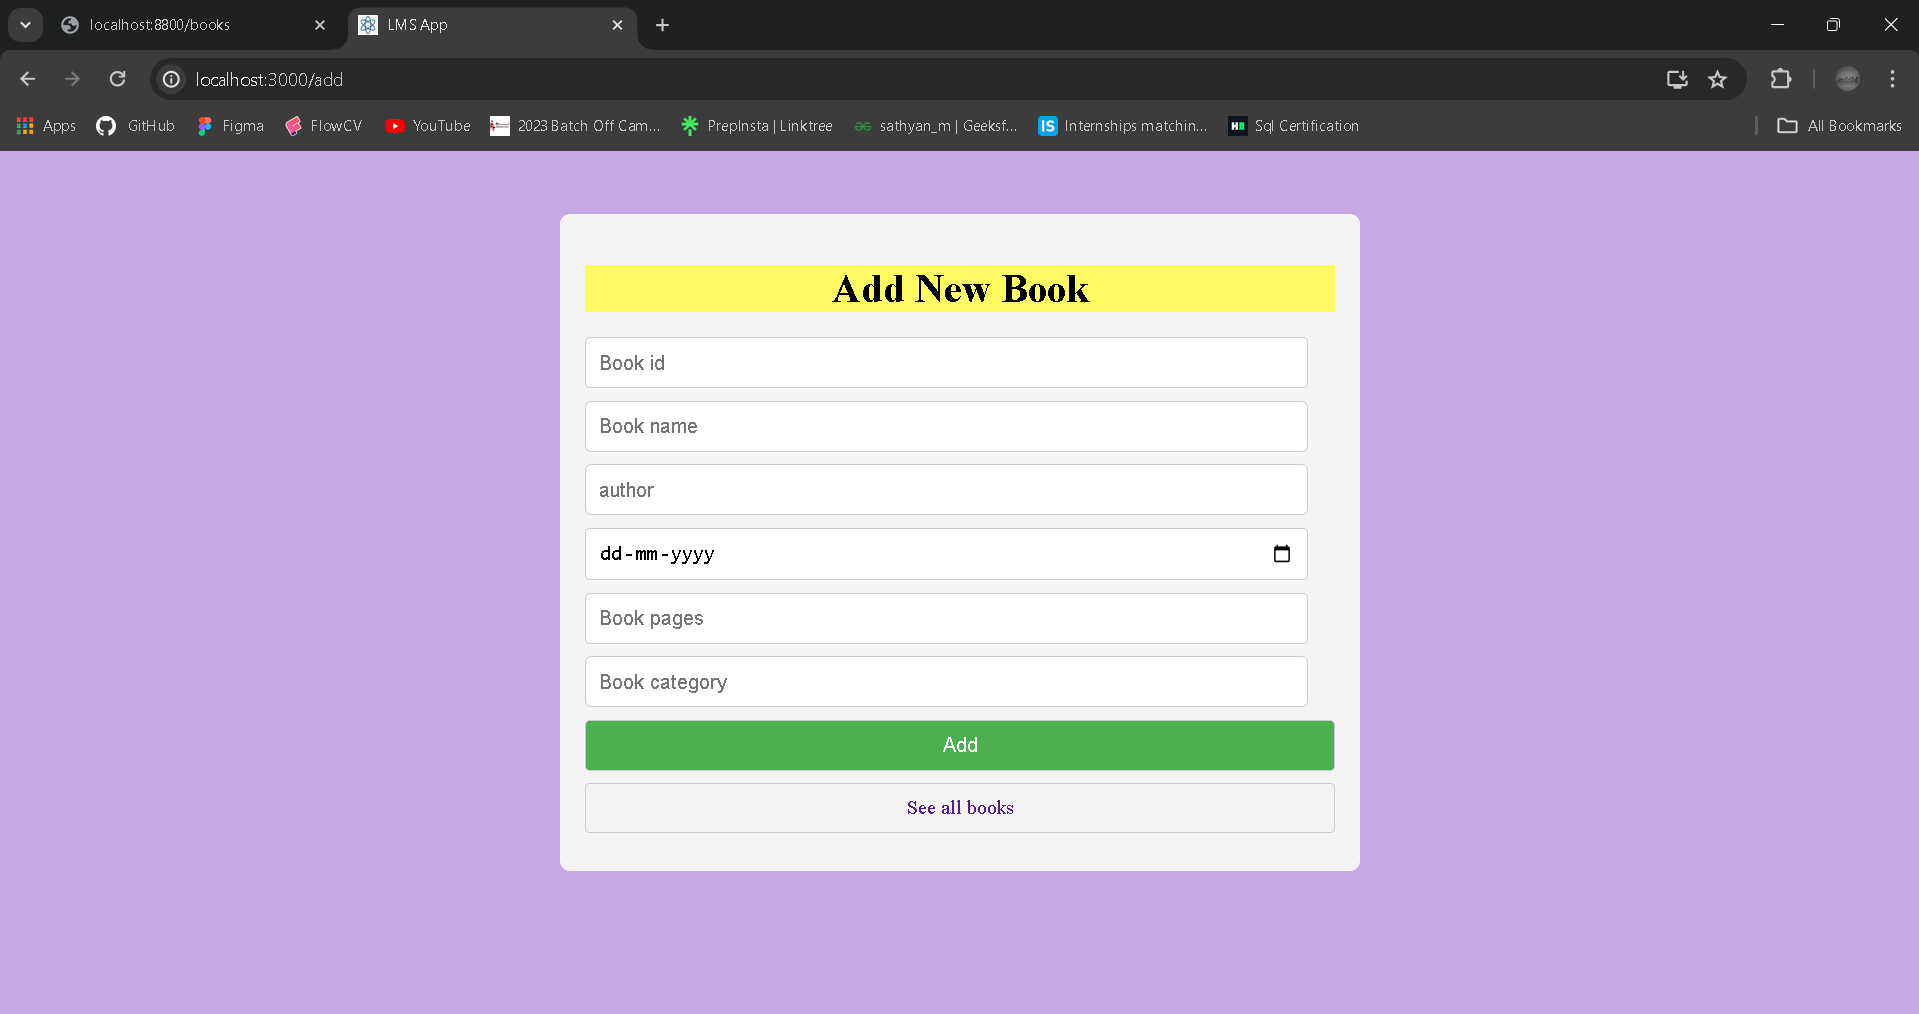 localhost:8800/books
LMS App
localhost:3000/add
Apps
GitHub
Figma
FlowCV
YouTube
2023 Batch Off Cam...
PrepInsta | Linktree
sathyan_m | Geeksf...
IS
Internships matchin...
H
Sql Certification
All Bookmarks
Add New Book
Book id
Book name
author
dd-mm-yyyy
Book pages
Book category
Add
See all books